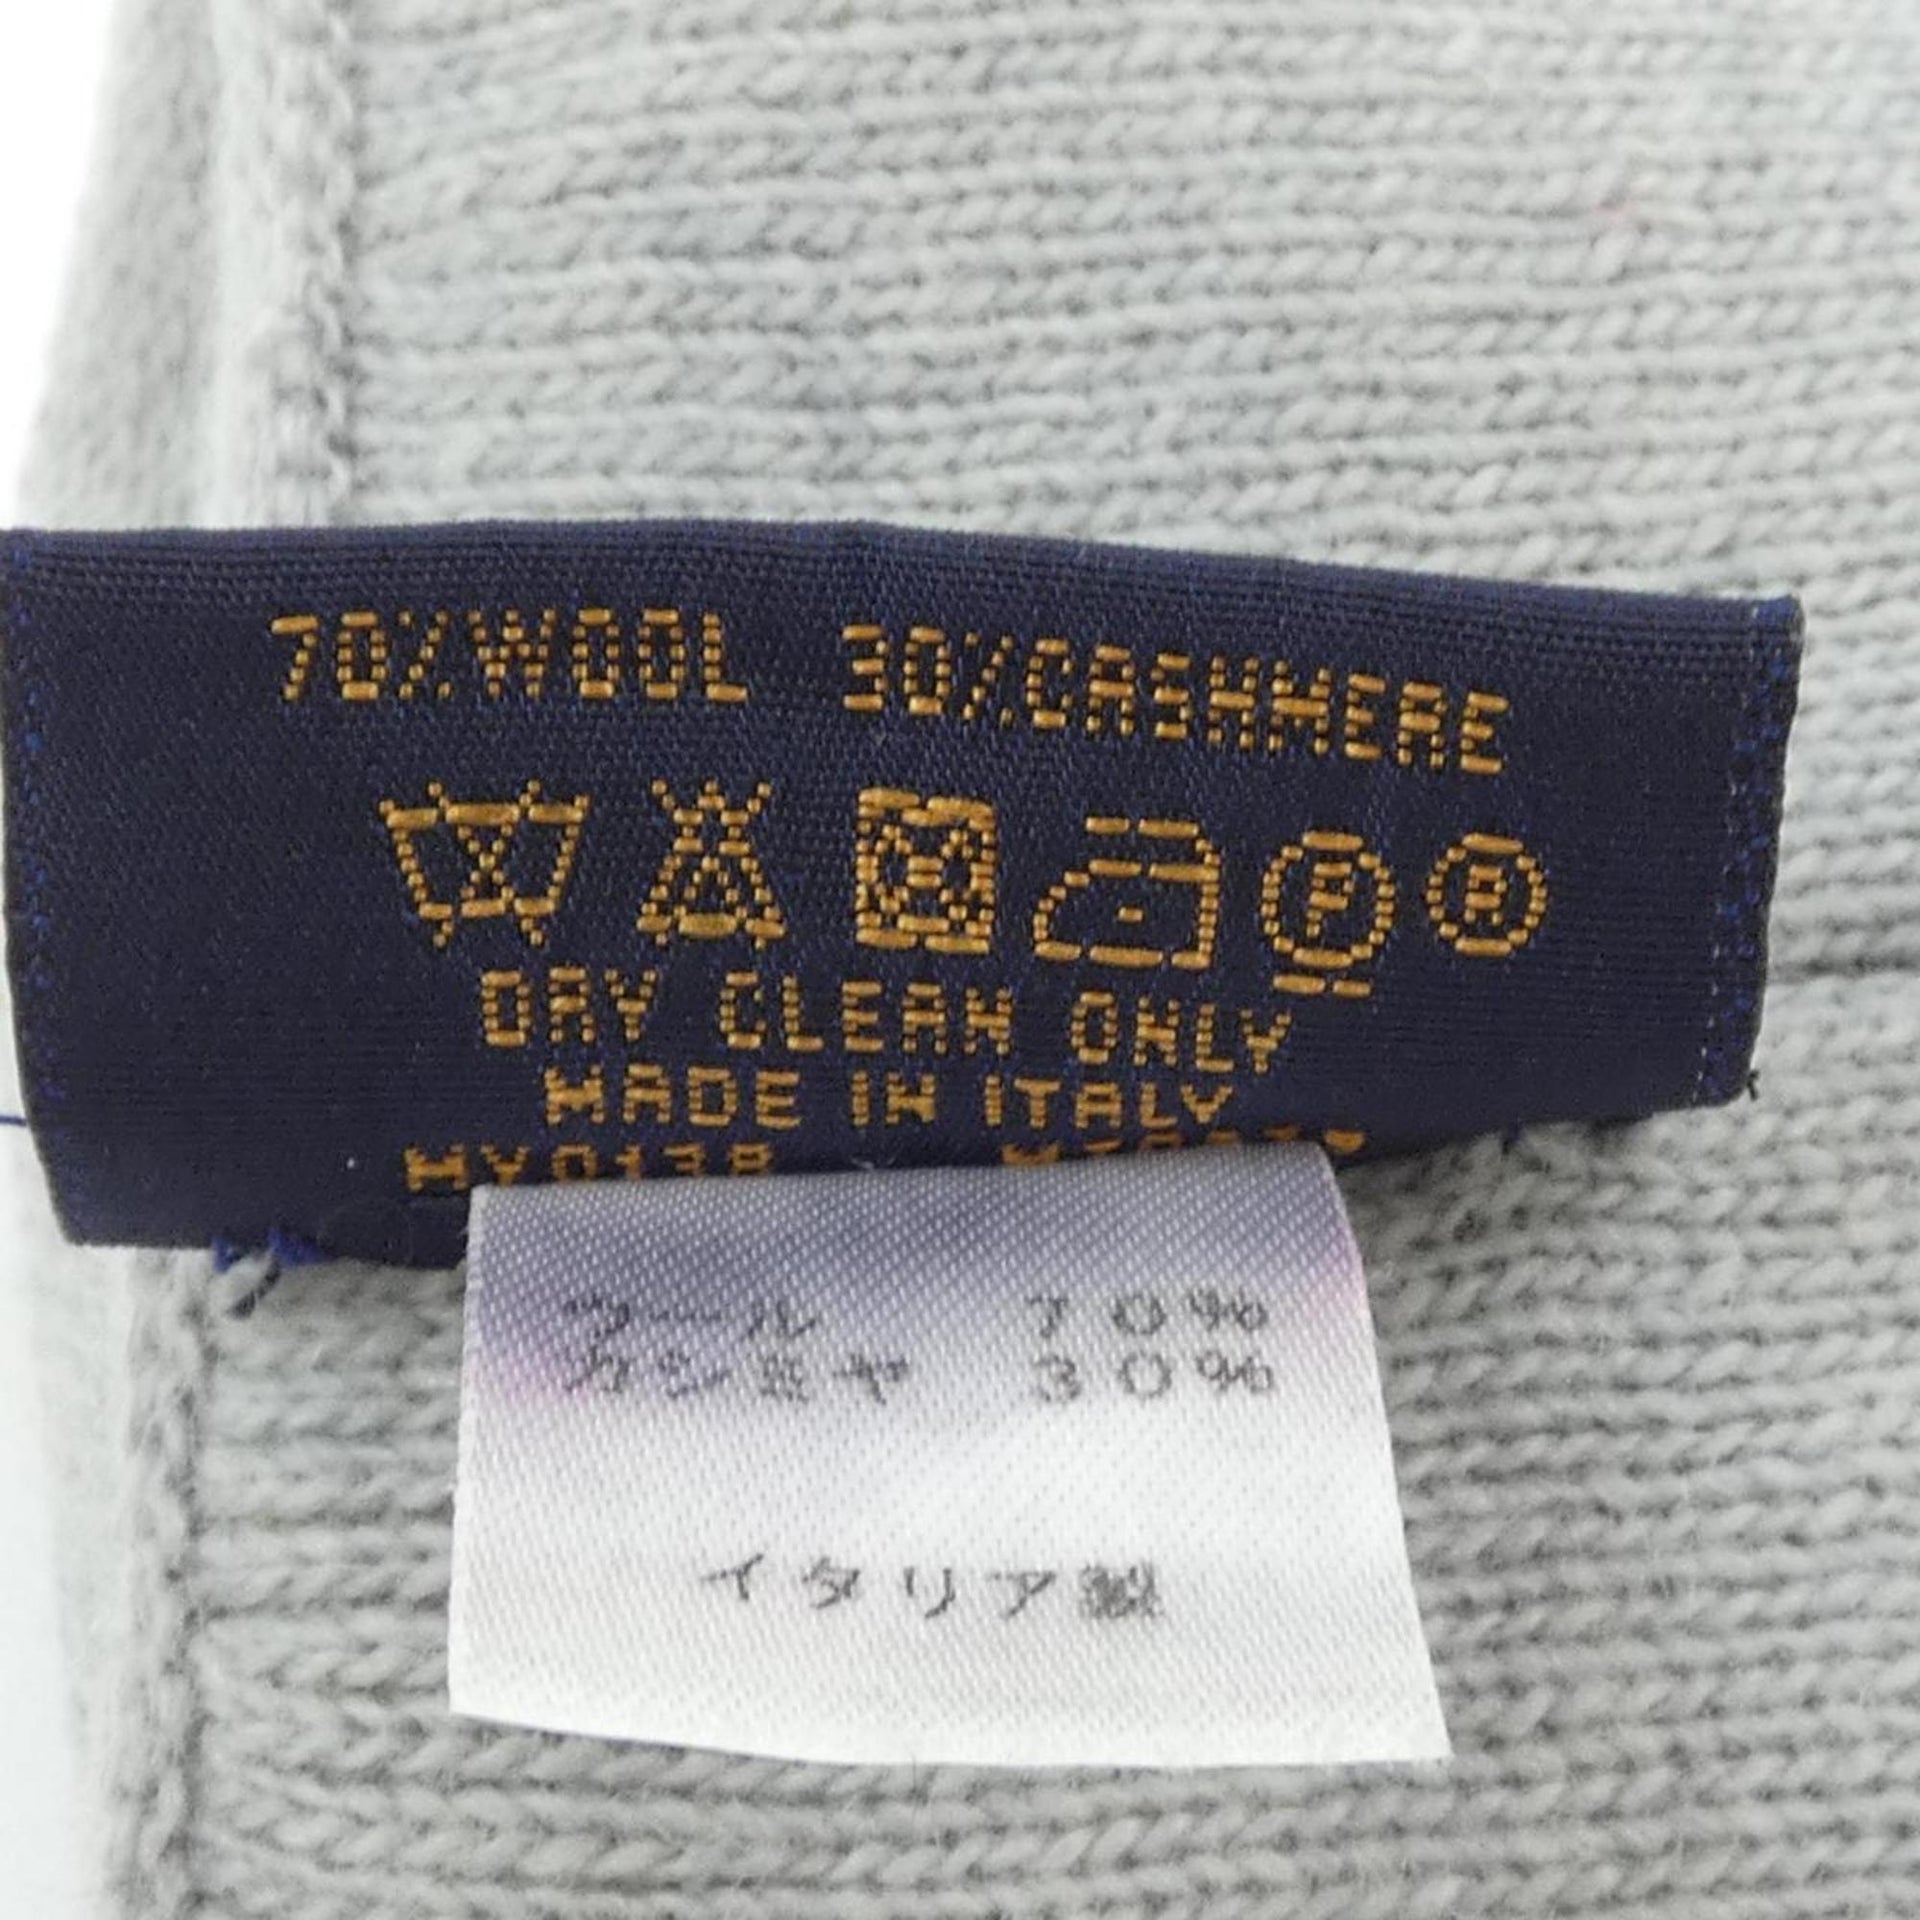 70%WOOL 30%CASHMERE
P R
DRY CLEAN ONLY
MADE IN ITALY
MY0138
ウール 70%
カシミヤ 30%
イタリア製